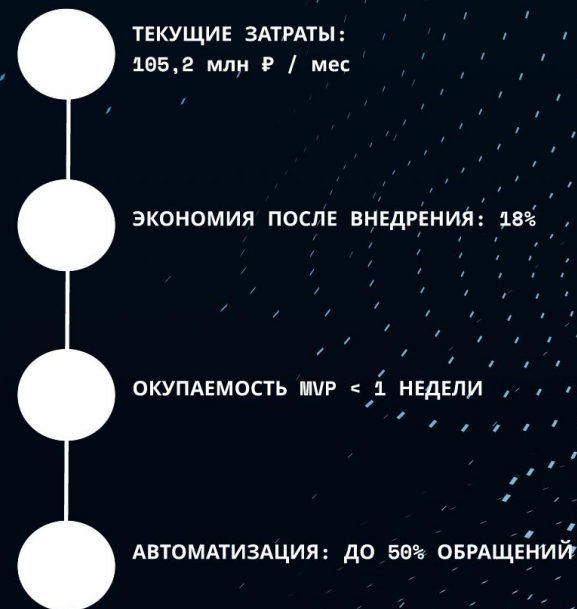 ТЕКУЩИЕ ЗАТРАТЫ:
105,2 млн ₽ / мес
ЭКОНОМИЯ ПОСЛЕ ВНЕДРЕНИЯ: 18%
ОКУПАЕМОСТЬ MVP < 1 НЕДЕЛИ
АВТОМАТИЗАЦИЯ: ДО 50% ОБРАЩЕНИЙ